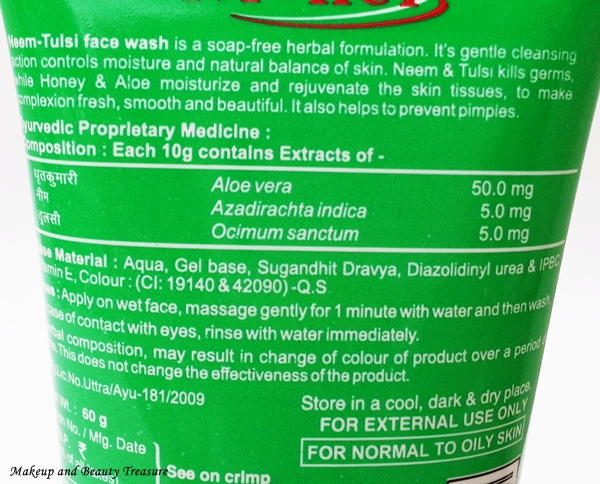 Neem-Tulsi face wash is a soap-free herbal formulation. It's gentle cleansing
action controls moisture and natural balance of skin. Neem & Tulsi kills germs,
while Honey & Aloe moisturize and rejuvenate the skin tissues, to make
complexion fresh, smooth and beautiful. It also helps to prevent pimples.
yurvedic Proprietary Medicine :
omposition : Each 10g contains Extracts of -
घृतकुमारी Aloe vera 50.0 mg
नीम Azadirachta indica 5.0 mg
तुलसी Ocimum sanctum 5.0 mg
se Material : Aqua, Gel base, Sugandhit Dravya, Diazolidinyl urea & IPBC,
amin E, Colour : (CI: 19140 & 42090) -Q.S
: Apply on wet face, massage gently for 1 minute with water and then wash.
ase of contact with eyes, rinse with water immediately.
bal composition, may result in change of colour of product over a period
. This does not change the effectiveness of the product.
Lic.No.Uttra/Ayu-181/2009
Store in a cool, dark & dry place.
Wt. : 60 g
FOR EXTERNAL USE ONLY
No. / Mfg. Date
FOR NORMAL TO OILY SKIN
P. ₹
See on crimp
Makeup and Beauty Treasure